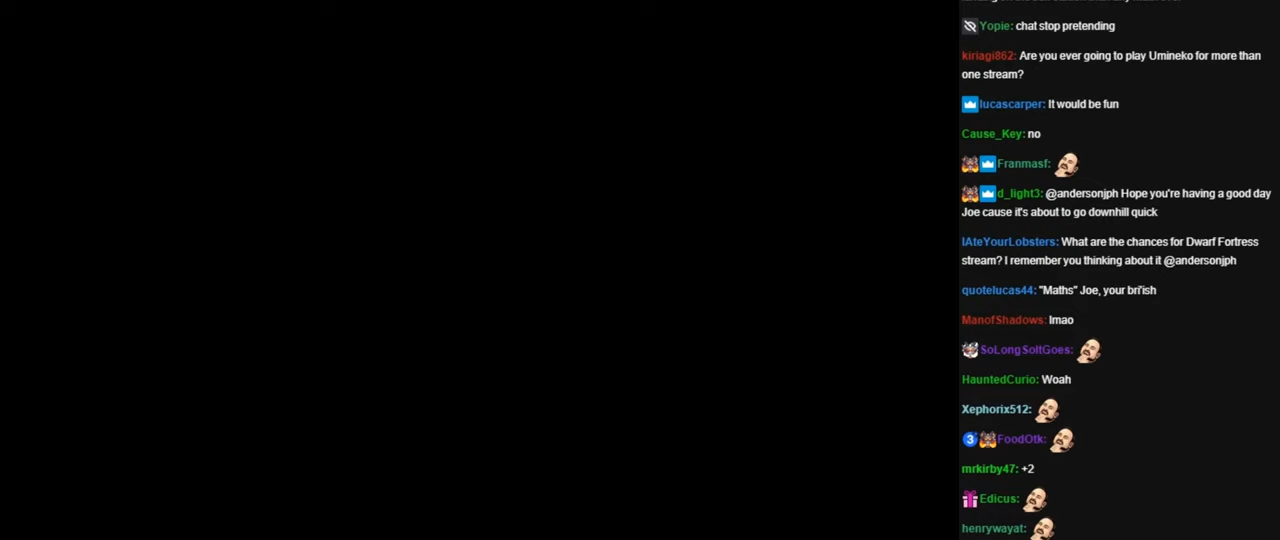 Yopie: chat stop pretending
kiriagi862: Are you ever going to play Umineko for more than
one stream?
lucascarper: It would be fun
Cause_Key: no
Franmasf:
d_light3: @andersonjph Hope you're having a good day
Joe cause it's about to go downhill quick
IAteYourLobsters: What are the chances for Dwarf Fortress
stream? I remember you thinking about it @andersonjph
quotelucas44: "Maths" Joe, your bri'ish
ManofShadows: lmao
SoLongSoItGoes:
HauntedCurio: Woah
Xephorix512:
3 FoodOtk:
mrkirby47: +2
Edicus:
henrywayat: